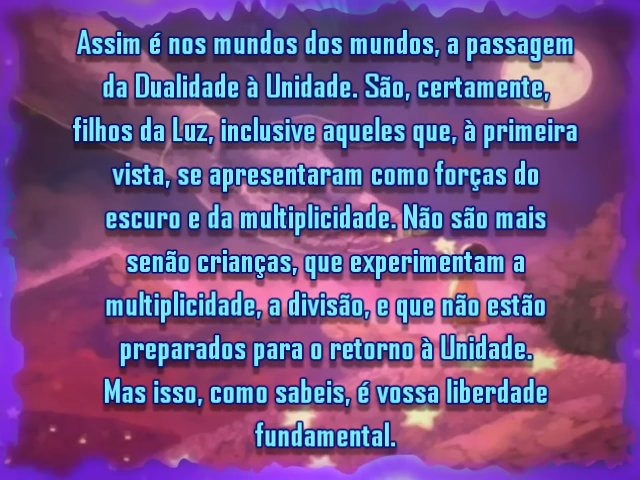 Assim é nos mundos dos mundos, a passagem
da Dualidade à Unidade. São, certamente,
filhos da Luz, inclusive aqueles que, à primeira
vista, se apresentaram como forças do
escuro e da multiplicidade. Não são mais
senão crianças, que experimentam a
multiplicidade, a divisão, e que não estão
preparados para o retorno à Unidade.
Mas isso, como sabeis, é vossa liberdade
fundamental.